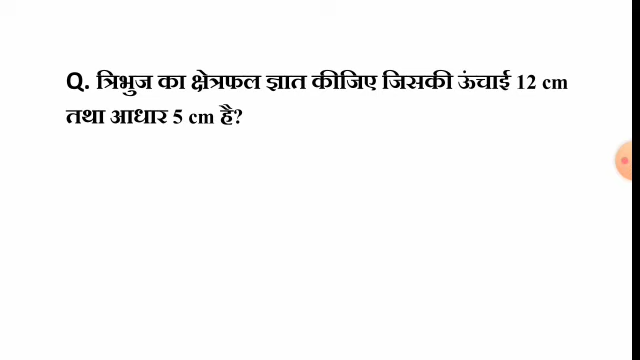 Q. त्रिभुज का क्षेत्रफल ज्ञात कीजिए जिसकी ऊंचाई 12 cm
तथा आधार 5 cm है?